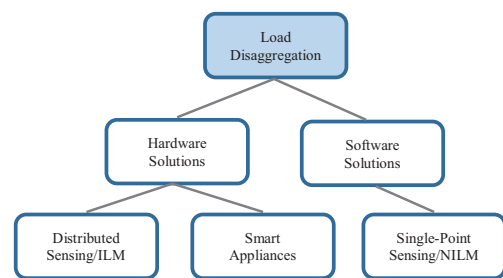 Load
Disaggregation
Hardware
Solutions
Software
Solutions
Distributed
Sensing/ILM
Smart
Appliances
Single-Point
Sensing/NILM